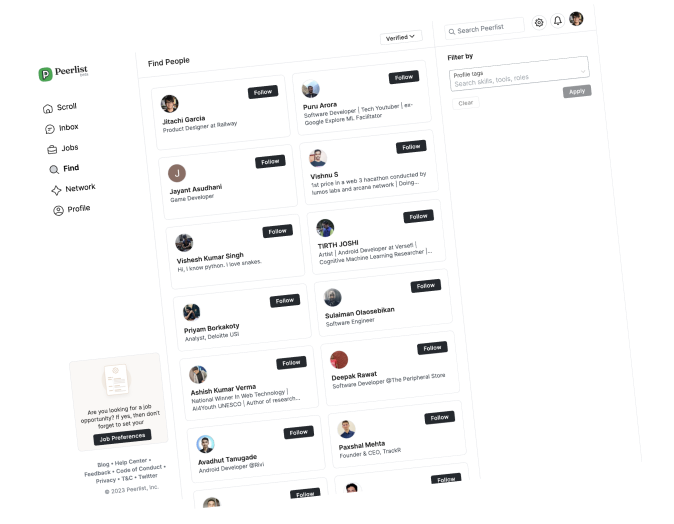 Peerlist
Scroll
Inbox
Jobs
Find
Network
Profile
Are you looking for a job
opportunity? If yes, then don't
forget to set your
Job Preferences
Blog • Help Center •
Feedback • Code of Conduct •
Privacy • T&C • Twitter
© 2023 Peerlist, Inc.
Find People
Verified
Follow
Jitachi Garcia
Product Designer at Railway
Follow
Puru Arora
Software Developer | Tech Youtuber | ex-
Google Explore ML Facilitator
J
Follow
Jayant Asudhani
Game Developer
Follow
Vishnu S
1st price in a web 3 hacathon conducted by
lumos labs and arcana network | Doing...
Follow
Vishesh Kumar Singh
Hi, I know python. I love snakes.
Follow
TIRTH JOSHI
Artist | Android Developer at Versefi |
Cognitive Machine Learning Researcher |...
Follow
Priyam Borkakoty
Analyst, Deloitte USI
Follow
Sulaiman Olaosebikan
Software Engineer
Follow
Ashish Kumar Verma
National Winner In Web Technology |
AI4Youth UNESCO | Author of research...
Follow
Deepak Rawat
Software Developer @The Peripheral Store
Follow
Avadhut Tanugade
Android Developer @Rivi
Follow
Paxshal Mehta
Founder & CEO, TrackIt
Follow
Follow
Search Peerlist
Filter by
Profile tags
Search skills, tools, roles
Clear
Apply